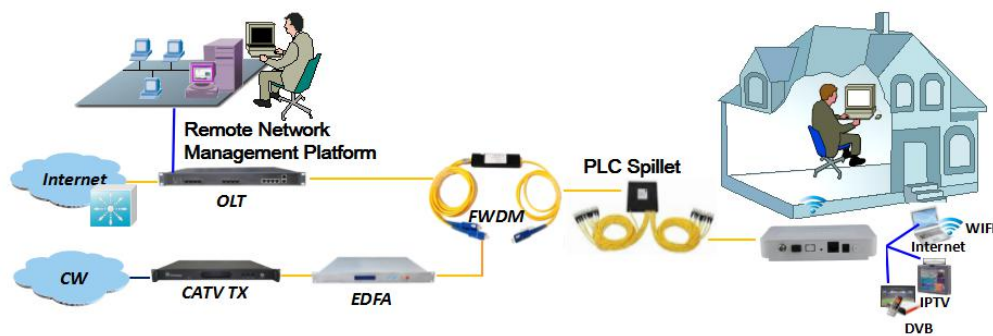 Remote Network
Management Platform
Internet
OLT
FWDM
PLC Spillet
CW
CATV TX
EDFA
WIFI
Internet
IPTV
DVB